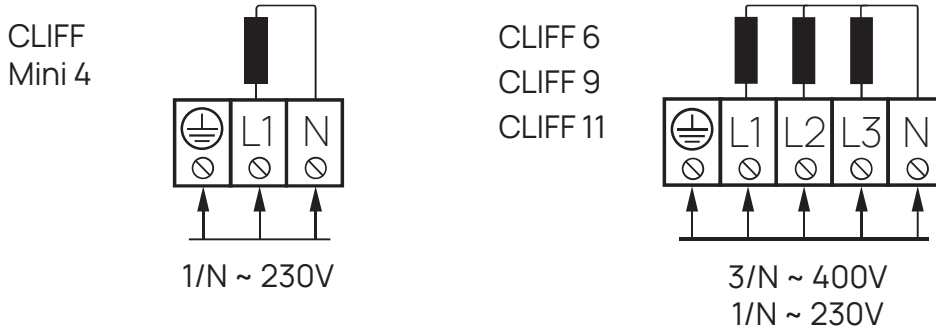 CLIFF
Mini 4
L1 N
1/N ~ 230V
CLIFF 6
CLIFF 9
CLIFF 11
L1 L2 L3 N
3/N ~ 400V
1/N ~ 230V